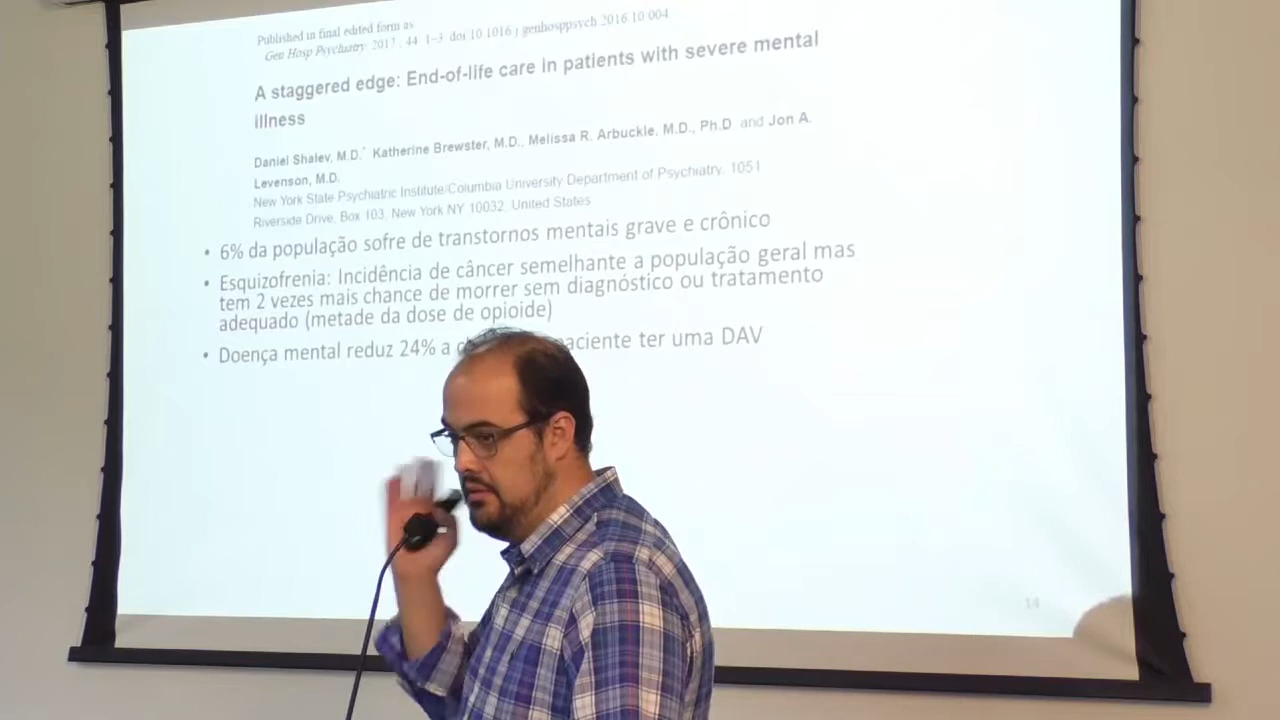 Published in final edited form as
Gen Hosp Psychiatry. 2017 ; 44: 1–3. doi:10.1016/j.genhosppsych.2016.10.004.
A staggered edge: End-of-life care in patients with severe mental
illness
Daniel Shalev, M.D.*, Katherine Brewster, M.D., Melissa R. Arbuckle, M.D., Ph.D. and Jon A.
Levenson, M.D.
New York State Psychiatric Institute/Columbia University Department of Psychiatry, 1051
Riverside Drive, Box 103, New York NY 10032, United States
• 6% da população sofre de transtornos mentais grave e crônico
• Esquizofrenia: Incidência de câncer semelhante a população geral mas
tem 2 vezes mais chance de morrer sem diagnóstico ou tratamento
adequado (metade da dose de opioide)
• Doença mental reduz 24% a paciente ter uma DAV
14